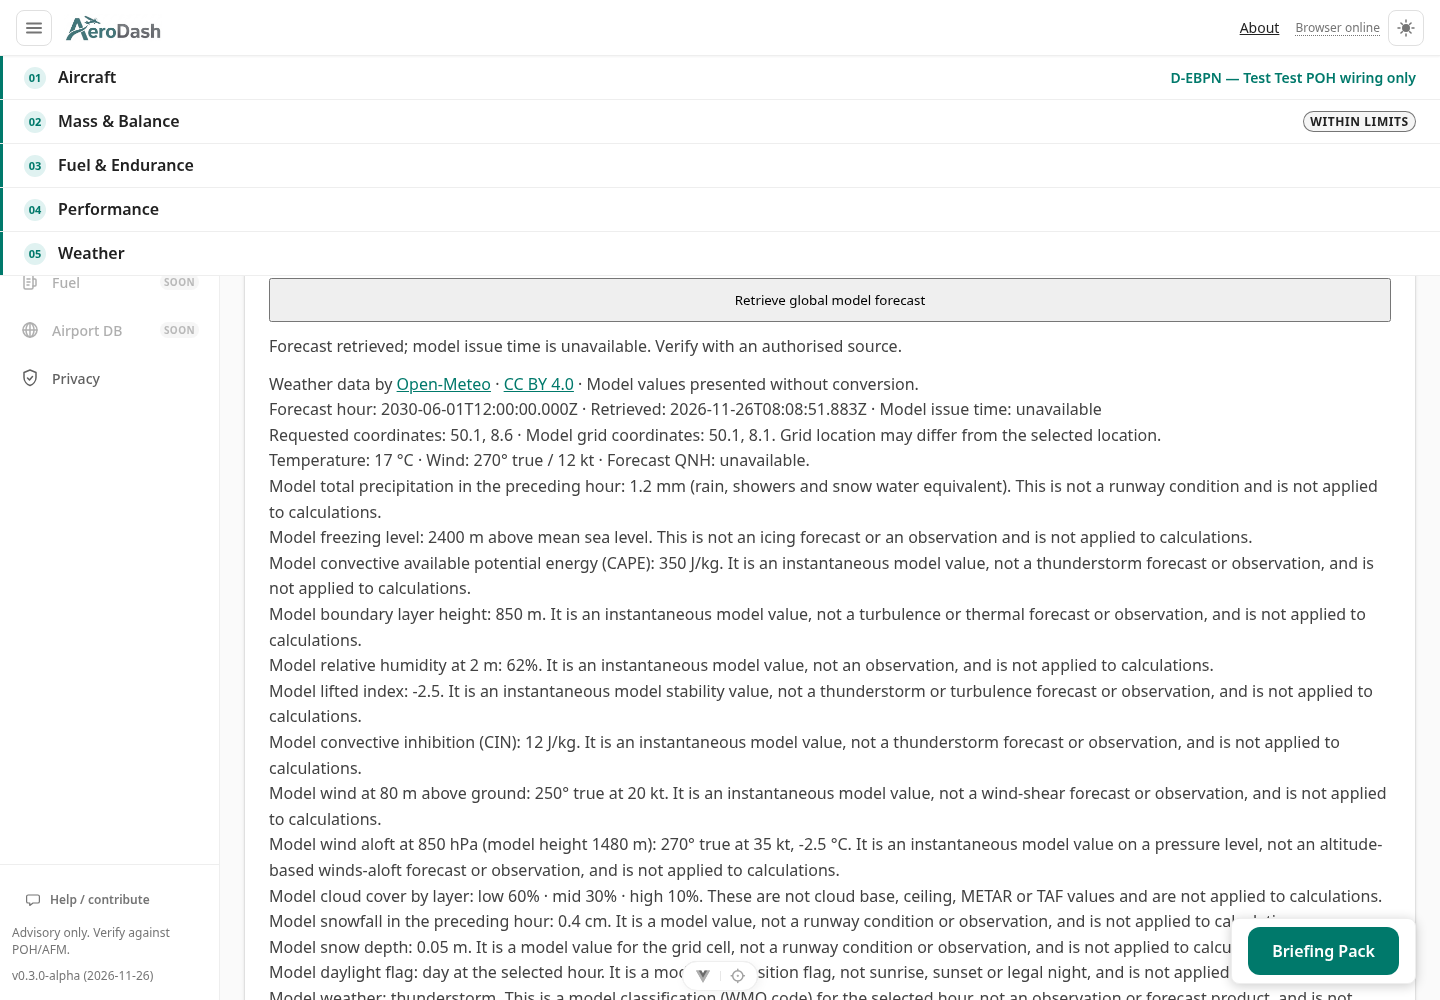 AeroDash
About
Browser online
01 Aircraft
D-EBPN — Test Test POH wiring only
02 Mass & Balance
WITHIN LIMITS
03 Fuel & Endurance
04 Performance
05 Weather
Fuel SOON
Airport DB SOON
Privacy
Retrieve global model forecast
Forecast retrieved; model issue time is unavailable. Verify with an authorised source.
Weather data by Open-Meteo · CC BY 4.0 · Model values presented without conversion.
Forecast hour: 2030-06-01T12:00:00.000Z · Retrieved: 2026-11-26T08:08:51.883Z · Model issue time: unavailable
Requested coordinates: 50.1, 8.6 · Model grid coordinates: 50.1, 8.1. Grid location may differ from the selected location.
Temperature: 17 °C · Wind: 270° true / 12 kt · Forecast QNH: unavailable.
Model total precipitation in the preceding hour: 1.2 mm (rain, showers and snow water equivalent). This is not a runway condition and is not applied
to calculations.
Model freezing level: 2400 m above mean sea level. This is not an icing forecast or an observation and is not applied to calculations.
Model convective available potential energy (CAPE): 350 J/kg. It is an instantaneous model value, not a thunderstorm forecast or observation, and is
not applied to calculations.
Model boundary layer height: 850 m. It is an instantaneous model value, not a turbulence or thermal forecast or observation, and is not applied to
calculations.
Model relative humidity at 2 m: 62%. It is an instantaneous model value, not an observation, and is not applied to calculations.
Model lifted index: -2.5. It is an instantaneous model stability value, not a thunderstorm or turbulence forecast or observation, and is not applied to
calculations.
Model convective inhibition (CIN): 12 J/kg. It is an instantaneous model value, not a thunderstorm forecast or observation, and is not applied to
calculations.
Model wind at 80 m above ground: 250° true at 20 kt. It is an instantaneous model value, not a wind-shear forecast or observation, and is not applied
to calculations.
Model wind aloft at 850 hPa (model height 1480 m): 270° true at 35 kt, -2.5 °C. It is an instantaneous model value on a pressure level, not an altitude-
based winds-aloft forecast or observation, and is not applied to calculations.
Model cloud cover by layer: low 60% · mid 30% · high 10%. These are not cloud base, ceiling, METAR or TAF values and are not applied to calculations.
Model snowfall in the preceding hour: 0.4 cm. It is a model value, not a runway condition or observation, and is not applied to
Model snow depth: 0.05 m. It is a model value for the grid cell, not a runway condition or observation, and is not applied to
Model daylight flag: day at the selected hour. It is a flag, not sunrise, sunset or legal night, and is not applied
Model weather: thunderstorm. This is a model classification (WMO code) for the selected hour, not an observation or forecast product, and is not
Briefing Pack
Help / contribute
Advisory only. Verify against
POH/AFM.
v0.3.0-alpha (2026-11-26)